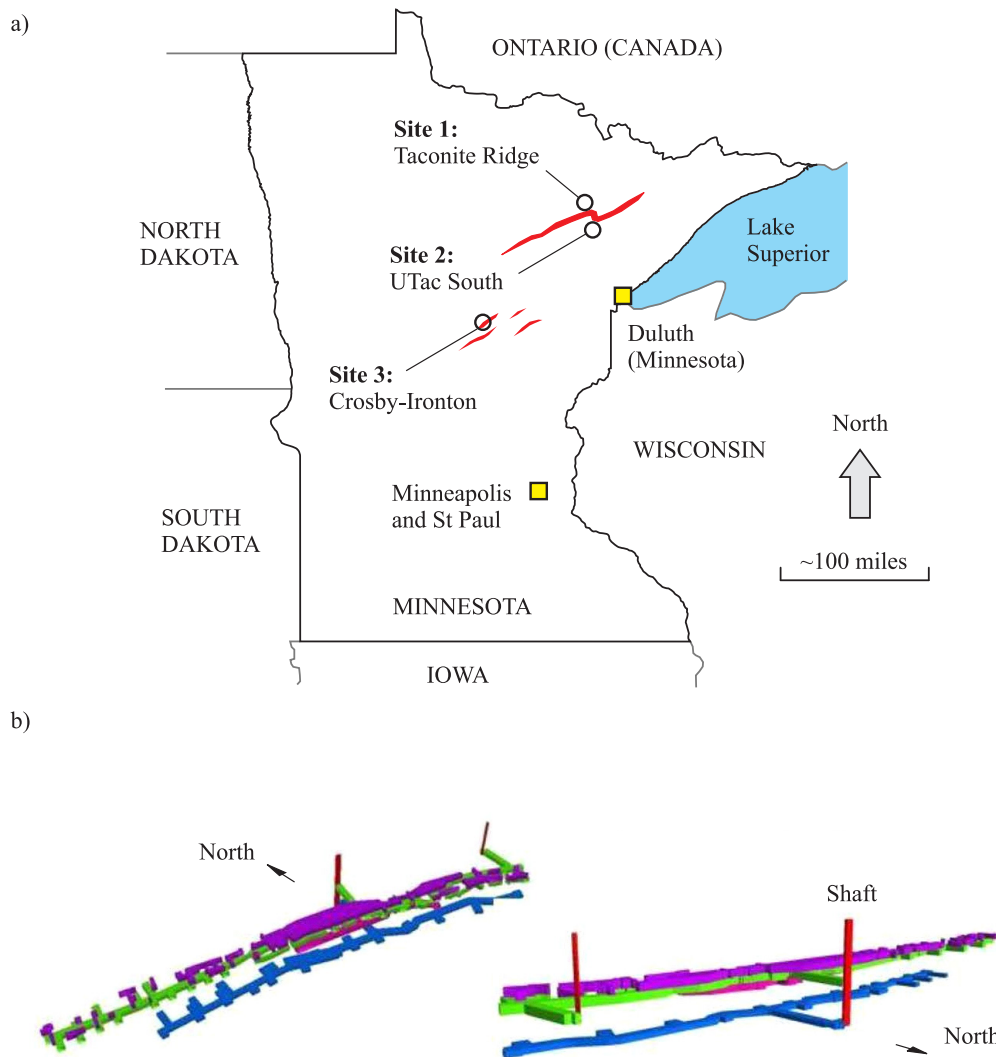 a)
ONTARIO (CANADA)
Site 1:
Taconite Ridge
NORTH
DAKOTA
Lake
Superior
Site 2:
UTac South
Duluth
(Minnesota)
Site 3:
Crosby-Ironton
North
WISCONSIN
Minneapolis
and St Paul
SOUTH
DAKOTA
~100 miles
MINNESOTA
IOWA
b)
North
Shaft
North